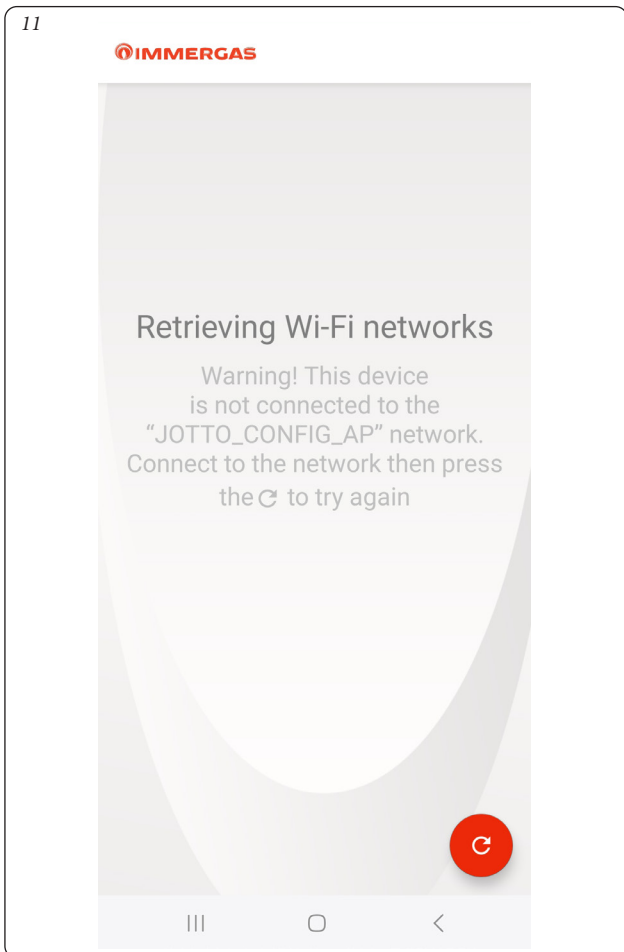 11
IMMERGAS
Retrieving Wi-Fi networks
Warning! This device
is not connected to the
“JOTTO_CONFIG_AP” network.
Connect to the network then press
the to try again